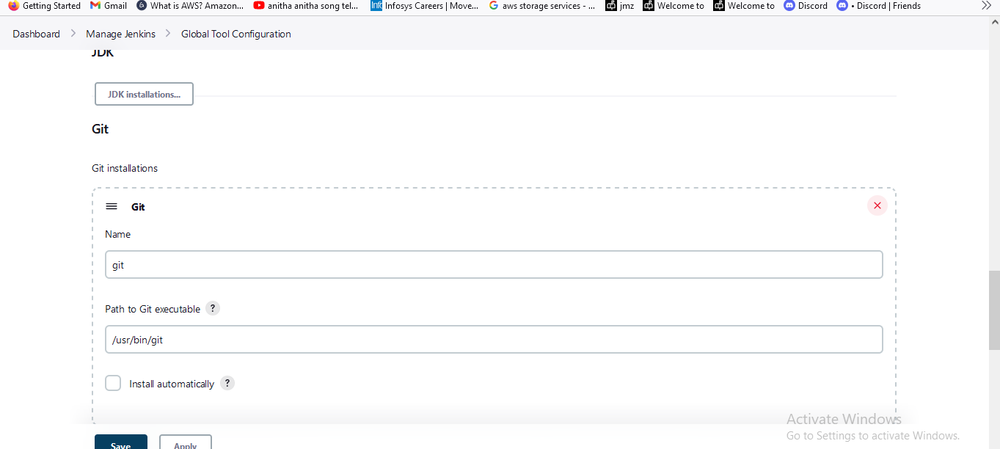 Getting Started Gmail What is AWS? Amazon... anitha anitha song tel... Infosys Careers | Move... aws storage services - ... jmz Welcome to Welcome to Discord • Discord | Friends
Dashboard > Manage Jenkins > Global Tool Configuration
JDK
JDK installations...
Git
Git installations
Git
Name
git
Path to Git executable ?
/usr/bin/git
Install automatically ?
Activate Windows
Go to Settings to activate Windows.
Save Apply